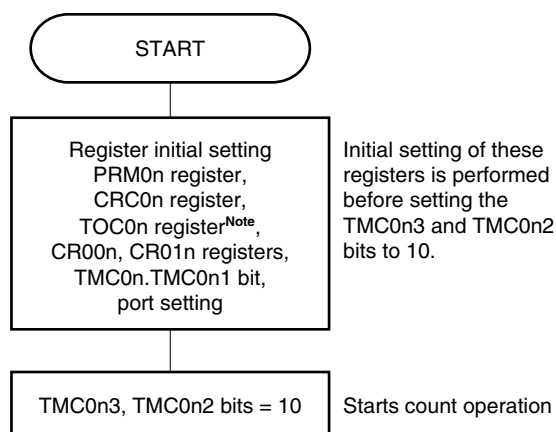 START
Register initial setting
PRM0n register,
CRC0n register,
TOC0n registerNote,
CR00n, CR01n registers,
TMC0n.TMC0n1 bit,
port setting
Initial setting of these
registers is performed
before setting the
TMC0n3 and TMC0n2
bits to 10.
TMC0n3, TMC0n2 bits = 10
Starts count operation